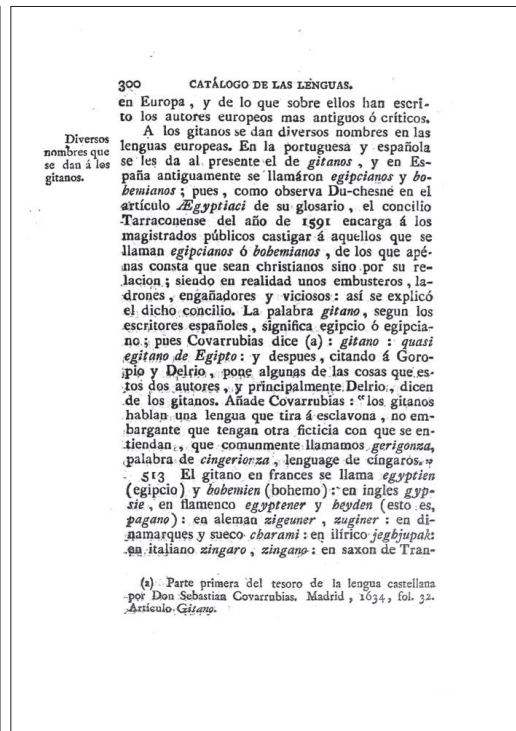 300 CATÁLOGO DE LAS LENGUAS.
en Europa , y de lo que sobre ellos han escri-
to los autores europeos mas antiguos ó críticos.
Diversos
nombres que
se dan á los
gitanos.
A los gitanos se dan diversos nombres en las
lenguas europeas. En la portuguesa y española
se les da al presente el de gitanos , y en Es-
paña antiguamente se llamáron egipcianos y bo-
hemianos ; pues , como observa Du-chesne en el
artículo Ægyptiaci de su glosario , el concilio
Tarraconense del año de 1591 encarga á los
magistrados públicos castigar á aquellos que se
llaman egipcianos ó bohemianos , de los que apé-
nas consta que sean christianos sino por su re-
lacion ; siendo en realidad unos embusteros , la-
drones , engañadores y viciosos : así se explicó
el dicho concilio. La palabra gitano , segun los
escritores españoles , significa egipcio ó egipcia-
no ; pues Covarrubias dice (a) : gitano : quasi
egitano de Egipto : y despues , citando á Goro-
pio y Delrio , pone algunas de las cosas que es-
tos dos autores , y principalmente Delrio , dicen
de los gitanos. Añade Covarrubias : "los gitanos
hablan una lengua que tira á esclavona , no em-
bargante que tengan otra ficticia con que se en-
tiendan , que comunmente llamamos gerigonza,
palabra de cingerionza , lenguage de cíngaros."
513 El gitano en frances se llama egyptien
(egipcio) y bohemien (bohemo) : en ingles gyp-
sie , en flamenco egyptener y heyden (esto es,
pagano) : en aleman zigeuner , zuginer : en di-
namarques y sueco charami : en ilírico jeghjupak:
en italiano zingaro , zingano : en saxon de Tran-
(a) Parte primera del tesoro de la lengua castellana
por Don Sebastian Covarrubias. Madrid , 1634, fol. 32.
Artículo Gitano.